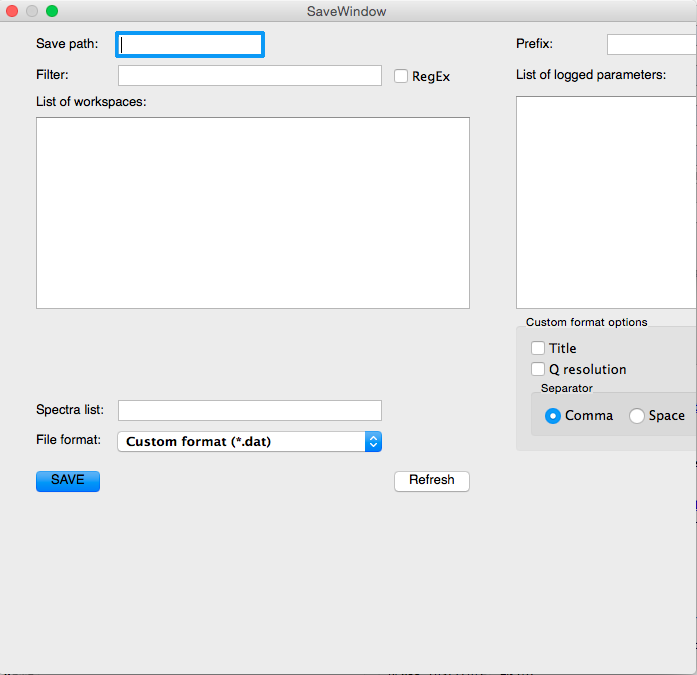 SaveWindow
Save path:
Prefix:
Filter:
RegEx
List of logged parameters:
List of workspaces:
Custom format options
Title
Q resolution
Separator
Comma
Space
Spectra list:
File format:
Custom format (*.dat)
SAVE
Refresh